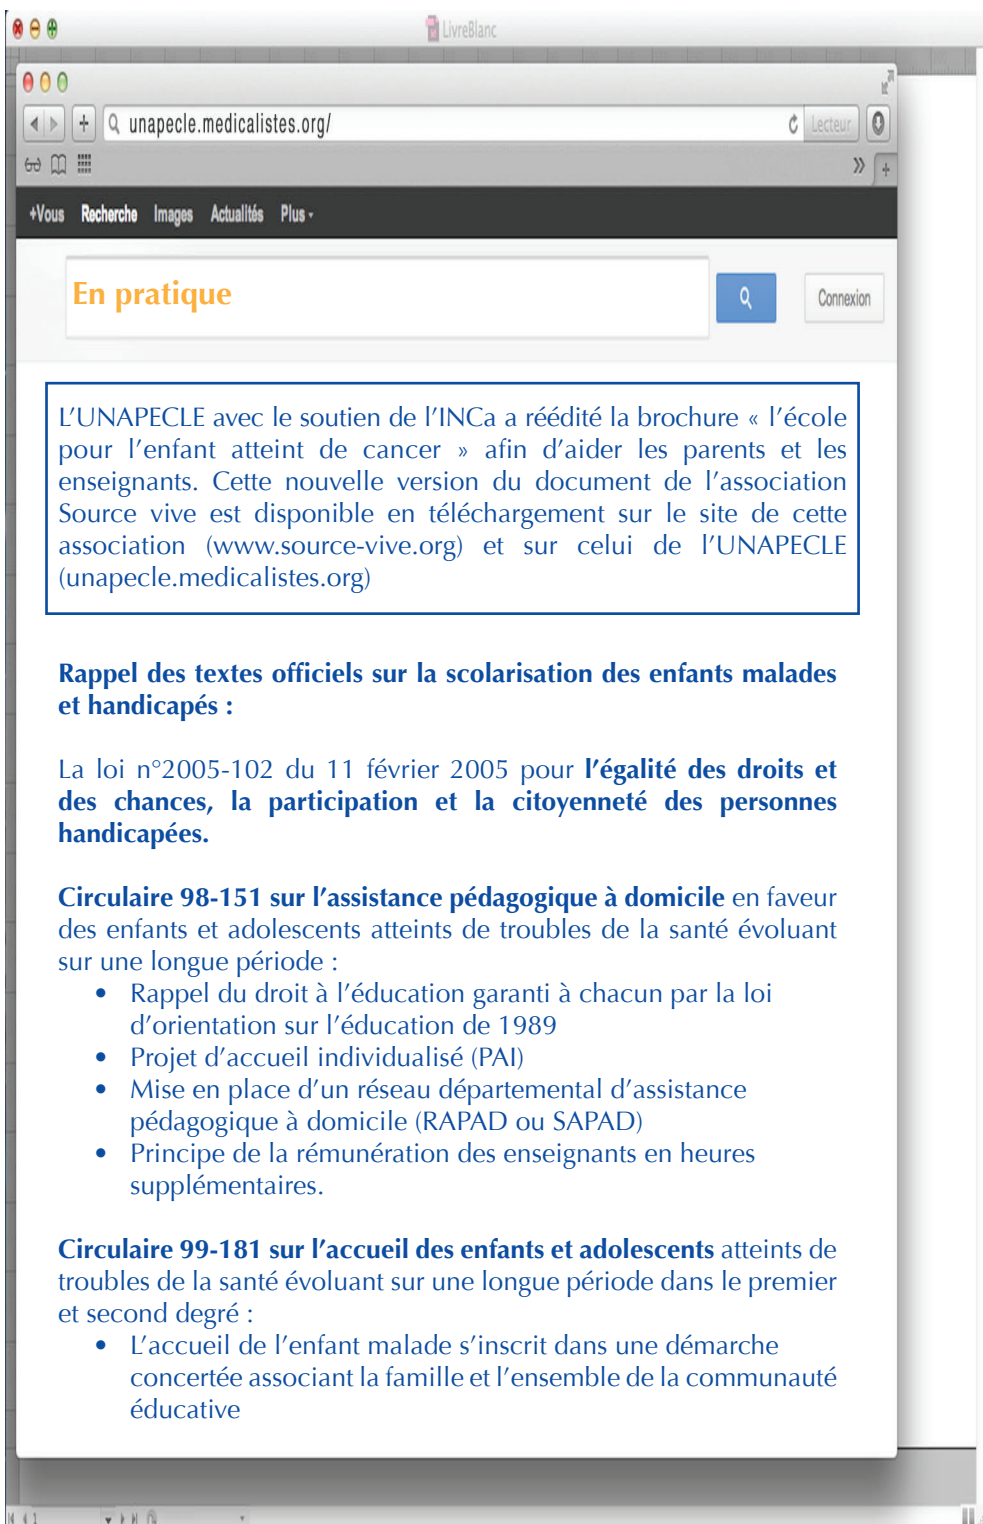 LivreBlanc
unapecle.medicalistes.org/
Lecteur
+Vous Recherche Images Actualités Plus
En pratique
Connexion
L’UNAPECLE avec le soutien de l’INCa a réédité la brochure « l’école
pour l’enfant atteint de cancer » afin d’aider les parents et les
enseignants. Cette nouvelle version du document de l’association
Source vive est disponible en téléchargement sur le site de cette
association (www.source-vive.org) et sur celui de l’UNAPECLE
(unapecle.medicalistes.org)
Rappel des textes officiels sur la scolarisation des enfants malades
et handicapés :
La loi n°2005-102 du 11 février 2005 pour l’égalité des droits et
des chances, la participation et la citoyenneté des personnes
handicapées.
Circulaire 98-151 sur l’assistance pédagogique à domicile en faveur
des enfants et adolescents atteints de troubles de la santé évoluant
sur une longue période :
• Rappel du droit à l’éducation garanti à chacun par la loi
d’orientation sur l’éducation de 1989
• Projet d’accueil individualisé (PAI)
• Mise en place d’un réseau départemental d’assistance
pédagogique à domicile (RAPAD ou SAPAD)
• Principe de la rémunération des enseignants en heures
supplémentaires.
Circulaire 99-181 sur l’accueil des enfants et adolescents atteints de
troubles de la santé évoluant sur une longue période dans le premier
et second degré :
• L’accueil de l’enfant malade s’inscrit dans une démarche
concertée associant la famille et l’ensemble de la communauté
éducative
1